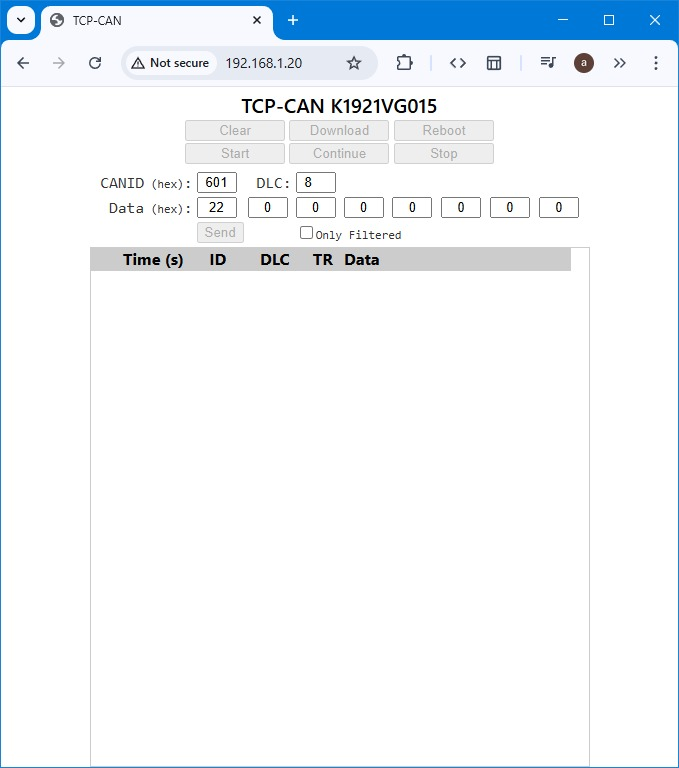 TCP-CAN
Not secure 192.168.1.20 a
TCP-CAN K1921VG015
Clear Download Reboot
Start Continue Stop
CANID (hex): 601 DLC: 8
Data (hex): 22 0 0 0 0 0 0 0
Send Only Filtered
Time (s) ID DLC TR Data